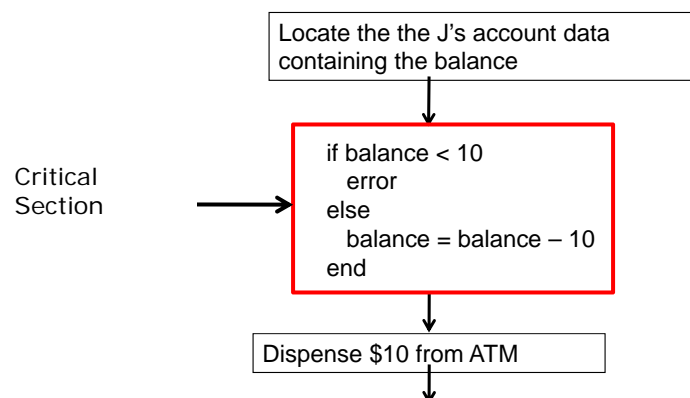 Locate the the J's account data
containing the balance
Critical
Section
if balance < 10
error
else
balance = balance – 10
end
Dispense $10 from ATM